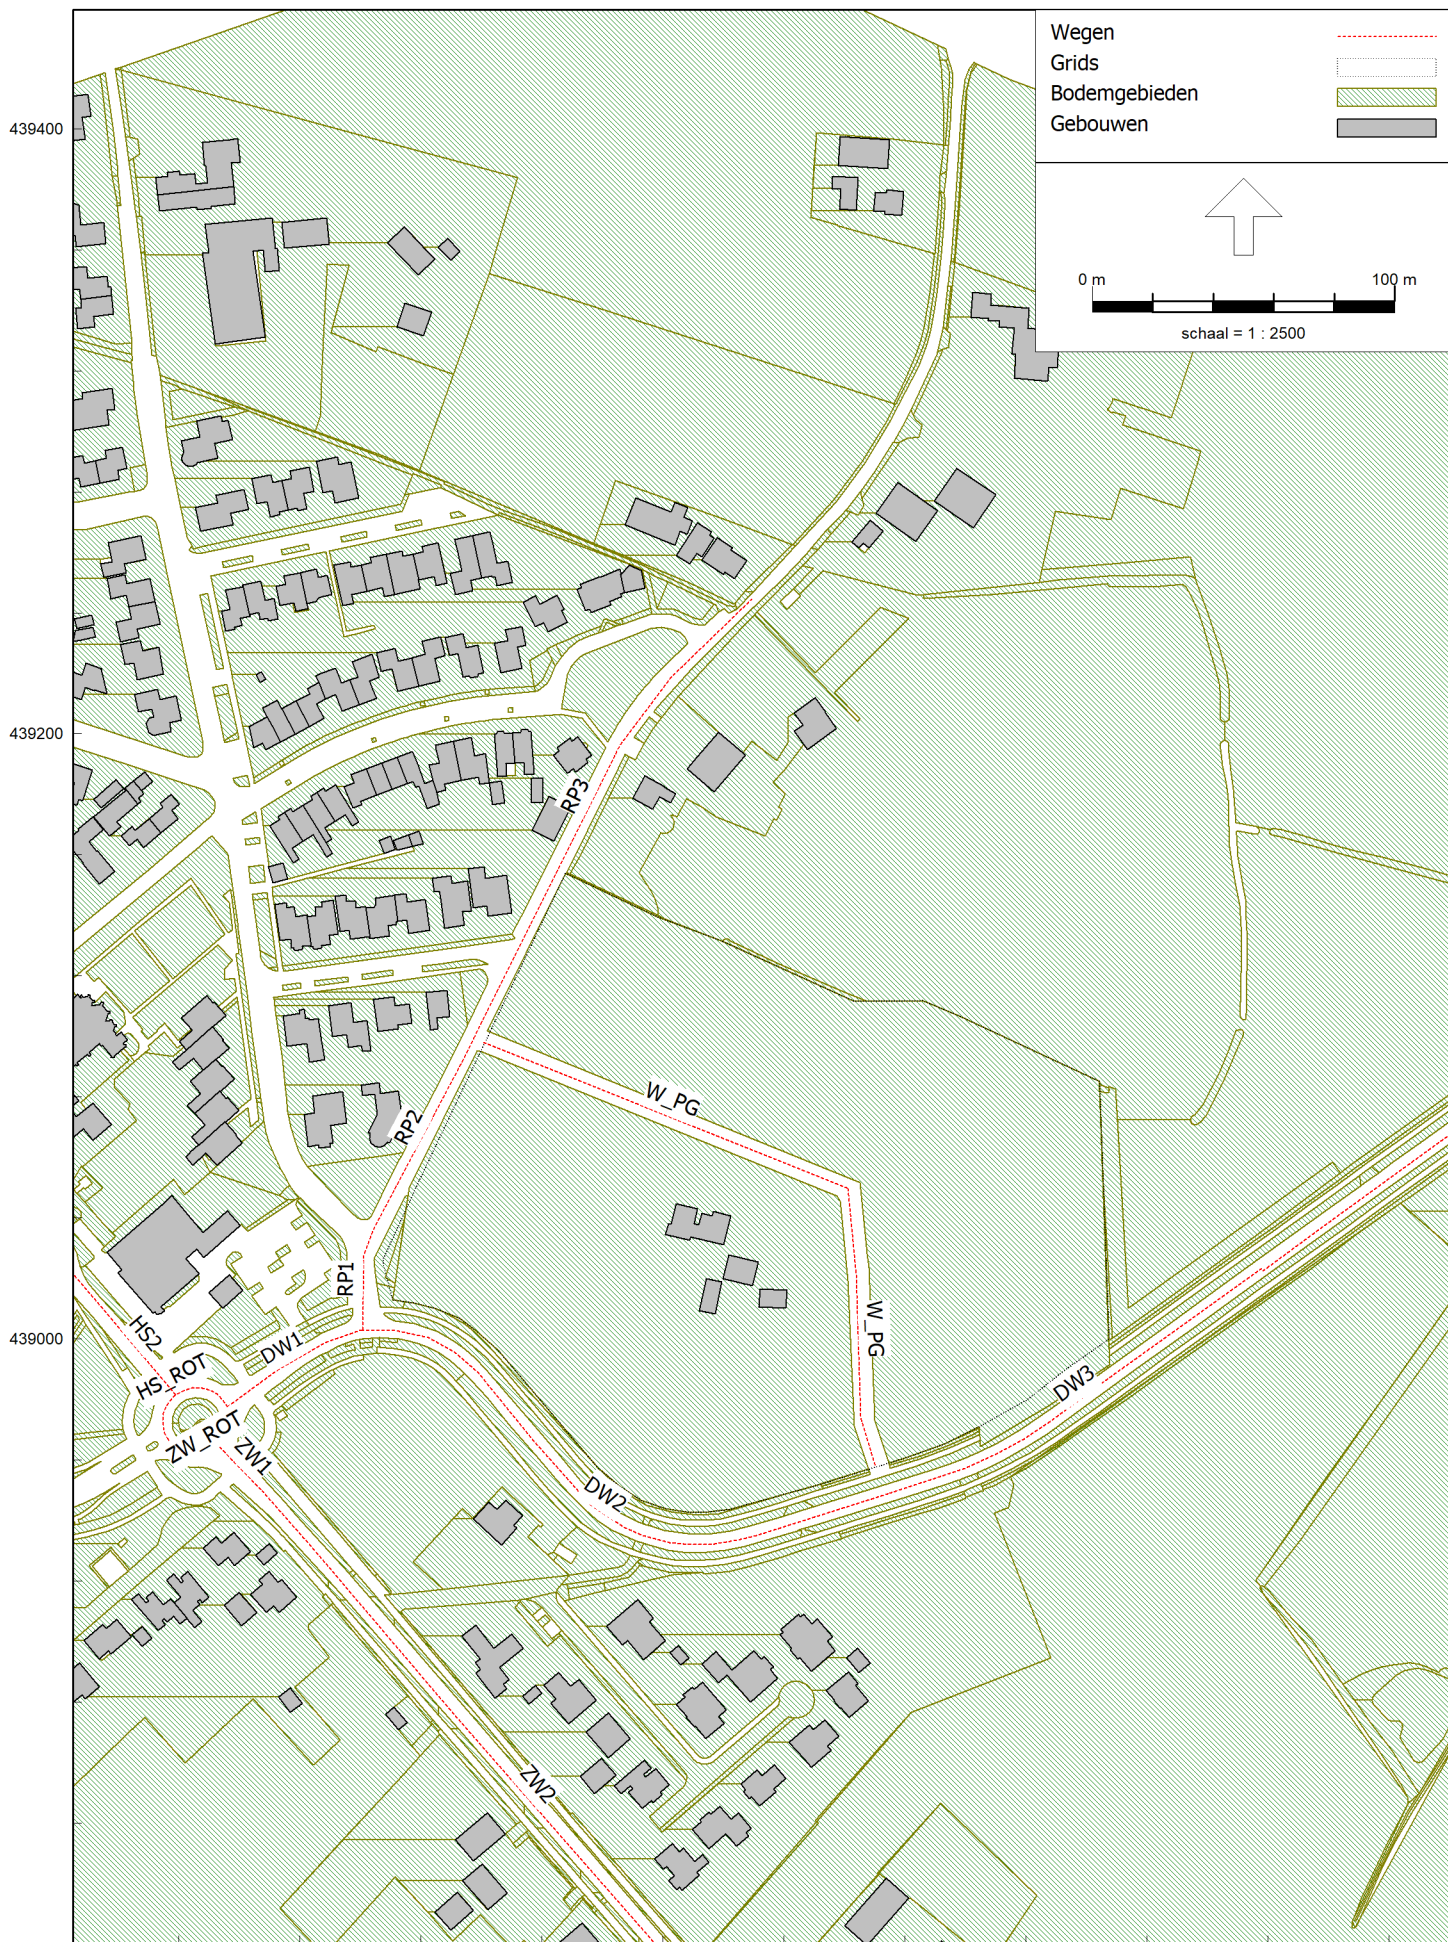 Wegen
Grids
Bodemgebieden
Gebouwen
0 m 100 m
schaal = 1 : 2500
439400
439200
439000
RP3
W_PG
RP2
RP1
W_PG
HS2
DW1
HS_ROT
DW3
ZW_ROT
ZW1
DW2
ZW2